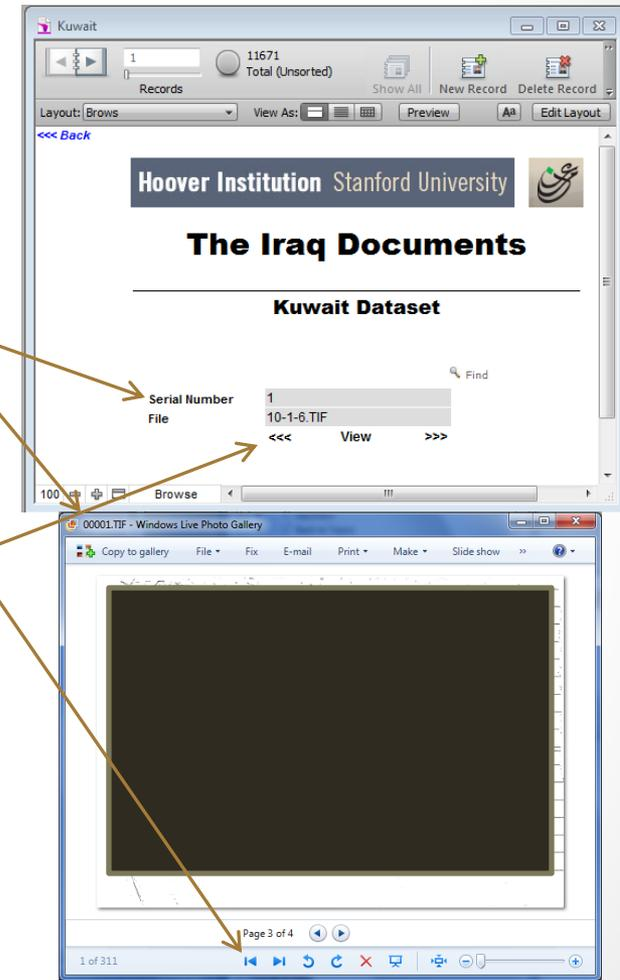 Kuwait
1
Records
11671
Total (Unsorted)
Show All
New Record
Delete Record
Layout: Brows
View As:
Preview
Aa
Edit Layout
<<< Back
Hoover Institution Stanford University
The Iraq Documents
Kuwait Dataset
Find
Serial Number 1
File 10-1-6.TIF
<<< View >>>
100
Browse
00001.TIF - Windows Live Photo Gallery
Copy to gallery File Fix E-mail Print Make Slide show »
Page 3 of 4
1 of 311